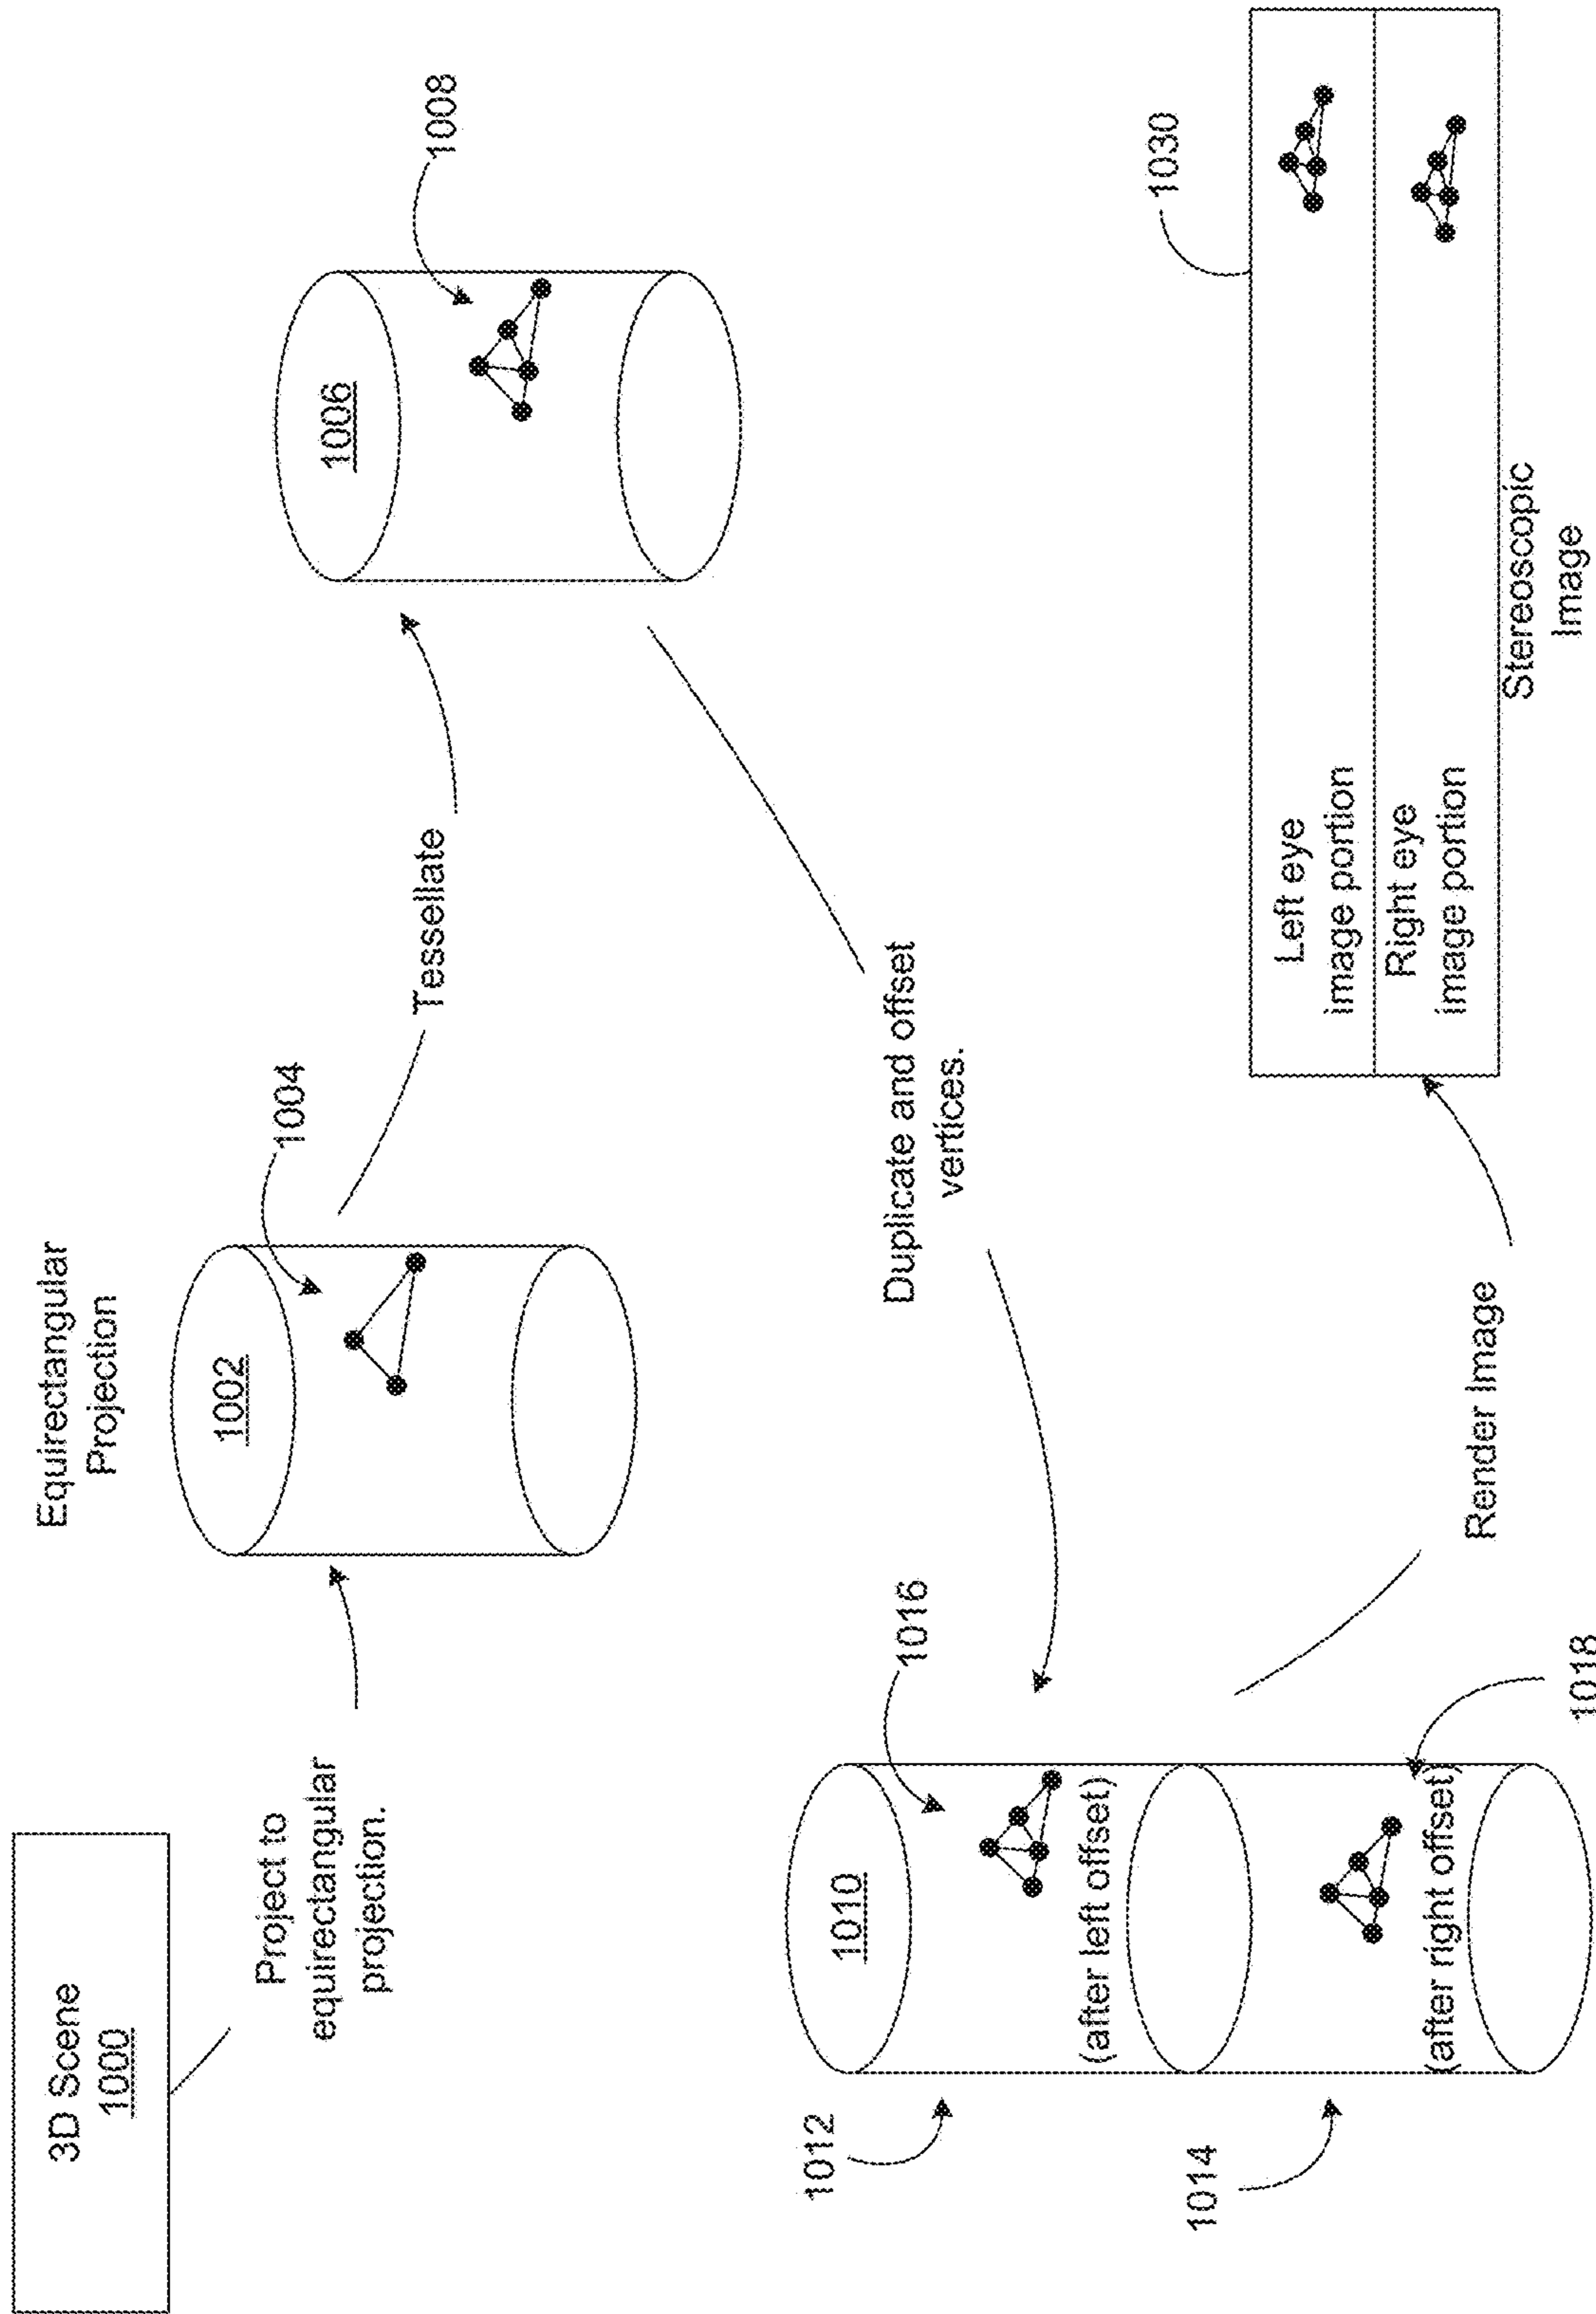 3D Scene
1000
Project to
equirectangular
projection.
Equirectangular
Projection
1002
1004
Tessellate
1006
1008
Duplicate and offset
vertices.
1010
1012
1014
1016
(after left offset)
(after right offset)
1018
Render Image
1030
Left eye
image portion
Right eye
image portion
Stereoscopic
Image